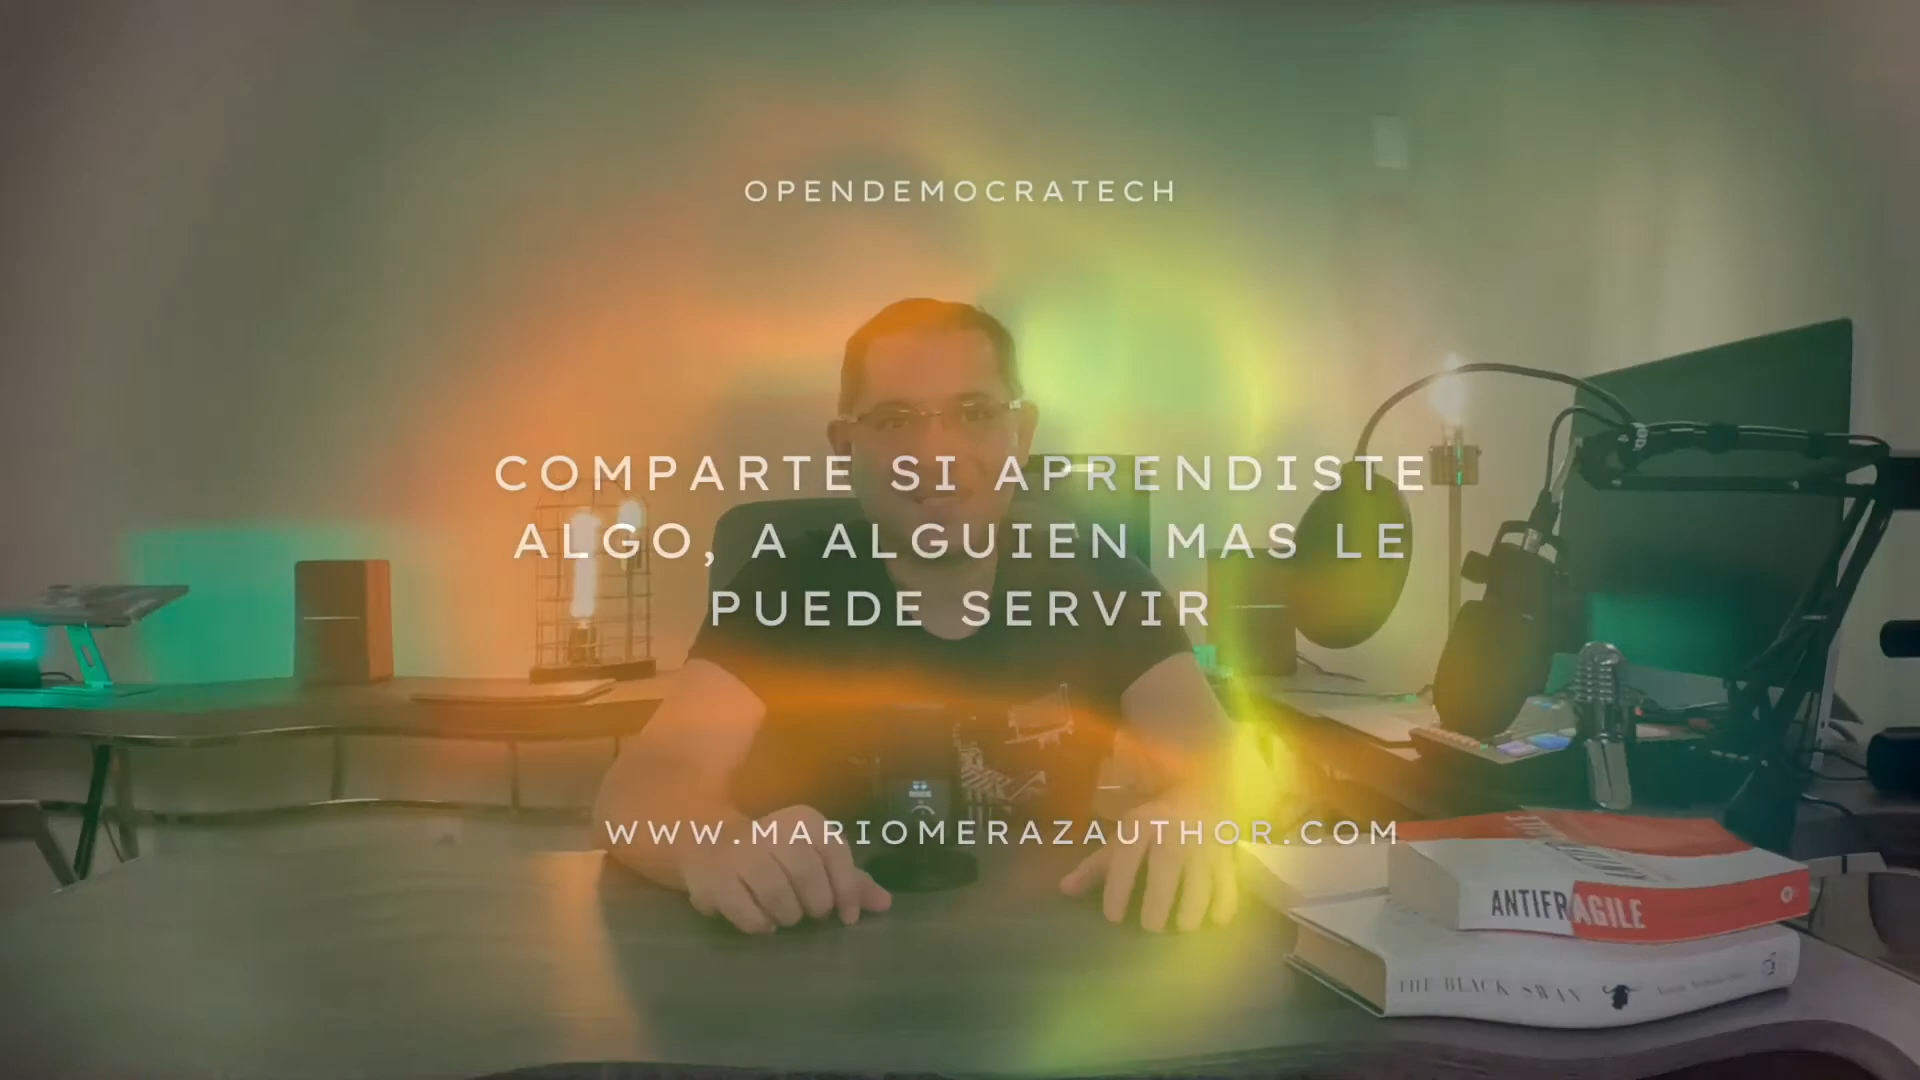 OPENDEMOCRATECH
COMPARTE SI APRENDISTE
ALGO, A ALGUIEN MAS LE
PUEDE SERVIR
WWW.MARIOMERAZAUTHOR.COM
ANTIFRAGILE
THE BLACK SWAN